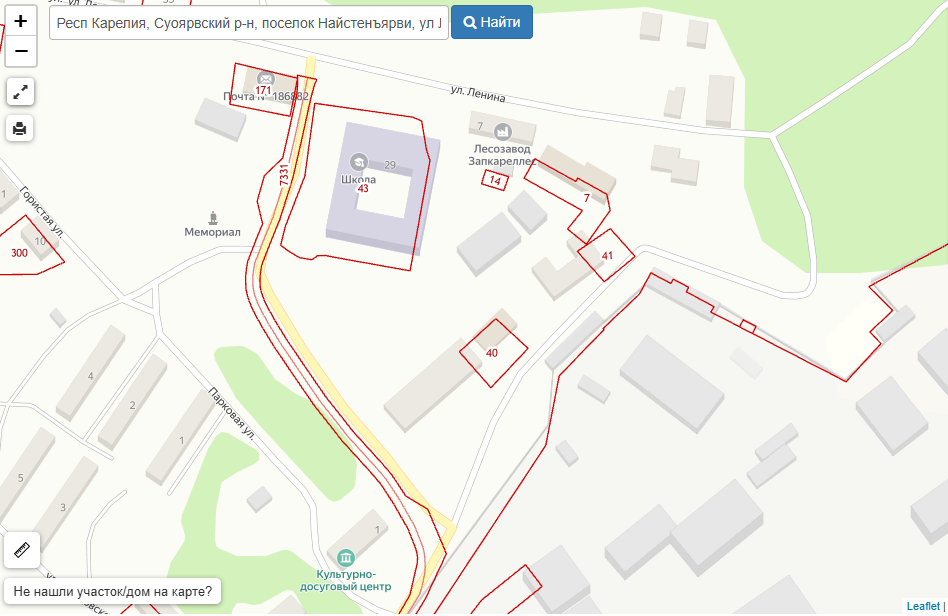 +
Респ Карелия, Суоярвский р-н, поселок Найстенъярви, ул Л
Найти
−
171
Почта № 186882
ул. Ленина
7
Лесозавод
Запкареллес
29
Школа
43
7331
14
7
1
Гористая ул.
Мемориал
10
300
41
40
4
2
Парковая ул.
1
5
3
1
Культурно-
досуговый центр
Не нашли участок/дом на карте?
Leaflet |